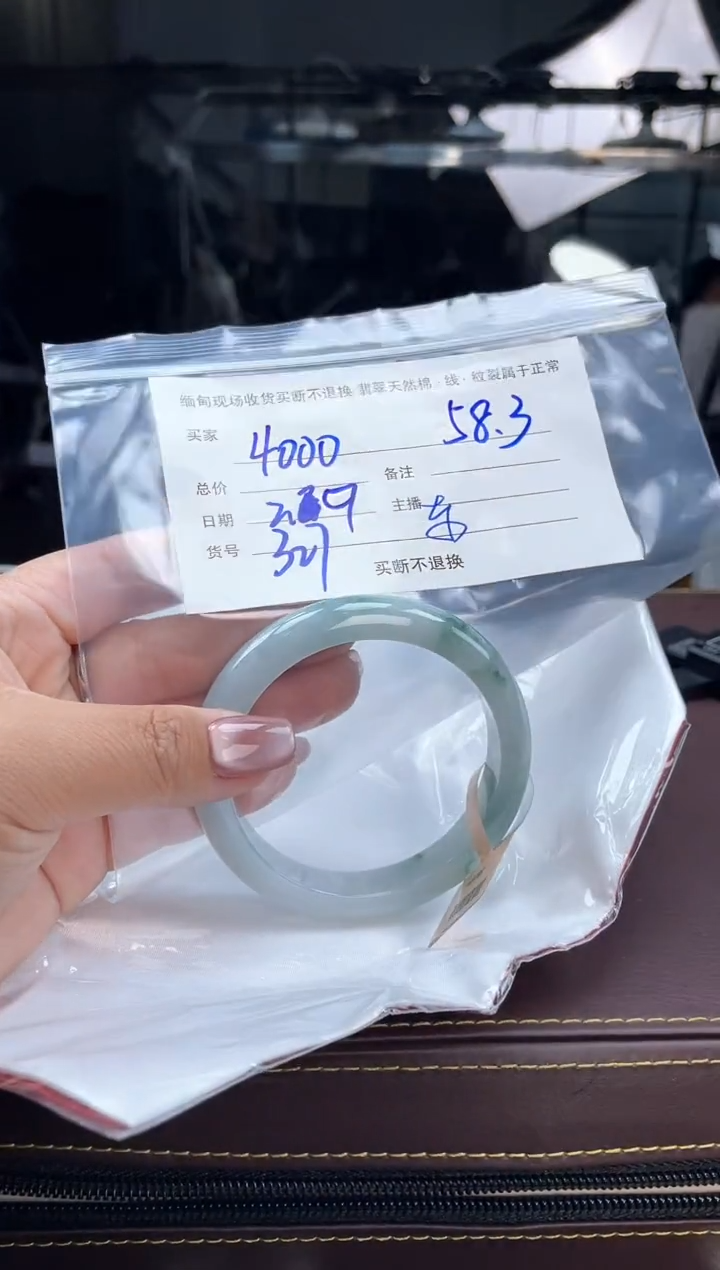 缅甸现场收货买断不退换 翡翠天然棉·线·纹裂属于正常
买家 4000 58.3
总价 备注
日期 主播
货号 321
买断不退换